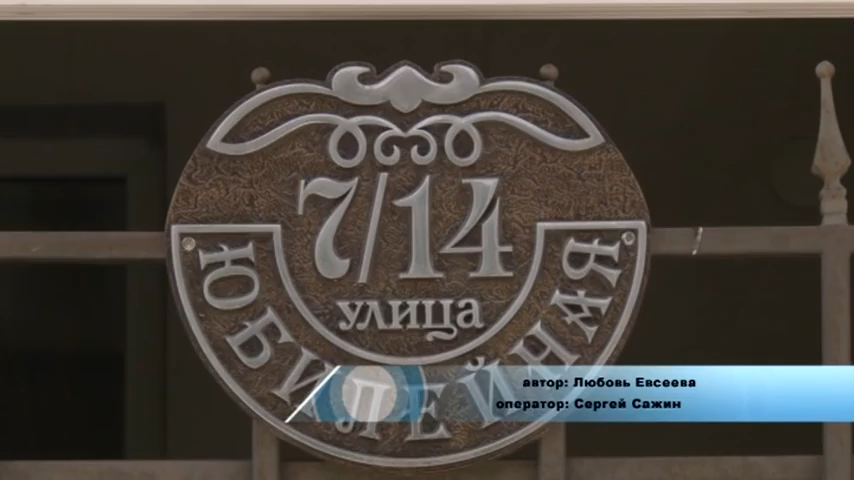 7/14
улица
ЮБИЛЕЙНАЯ
автор: Любовь Евсеева
оператор: Сергей Сажин